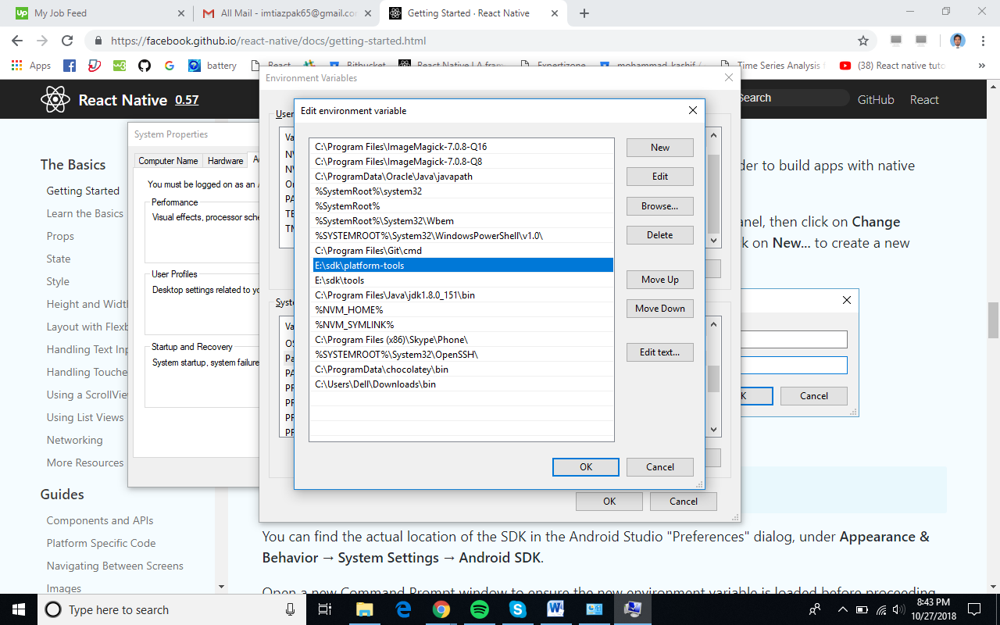 My Job Feed
All Mail - imtiazpak65@gmail.co
Getting Started · React Native
https://facebook.github.io/react-native/docs/getting-started.html
Apps
battery
React
Bitbucket
React Native LA fram
Expertizone
mohammad_kashif /
Time Series Analysis
(38) React native tuto
React Native 0.57
Search
GitHub
React
Environment Variables
Edit environment variable
System Properties
Computer Name
Hardware
You must be logged on as an
Performance
Visual effects, processor sche
User Profiles
Desktop settings related to yo
Startup and Recovery
System startup, system failure
User
Va
NV
NV
On
PA
TE
TM
Syste
Va
OS
Pa
PA
PR
PR
PR
PR
C:\Program Files\ImageMagick-7.0.8-Q16
C:\Program Files\ImageMagick-7.0.8-Q8
C:\ProgramData\Oracle\Java\javapath
%SystemRoot%\system32
%SystemRoot%
%SystemRoot%\System32\Wbem
%SYSTEMROOT%\System32\WindowsPowerShell\v1.0\
C:\Program Files\Git\cmd
E:\sdk\platform-tools
E:\sdk\tools
C:\Program Files\Java\jdk1.8.0_151\bin
%NVM_HOME%
%NVM_SYMLINK%
C:\Program Files (x86)\Skype\Phone\
%SYSTEMROOT%\System32\OpenSSH\
C:\ProgramData\chocolatey\bin
C:\Users\Dell\Downloads\bin
New
Edit
Browse...
Delete
Move Up
Move Down
Edit text...
OK
Cancel
OK
Cancel
der to build apps with native
anel, then click on Change
k on New... to create a new
K
Cancel
The Basics
Getting Started
Learn the Basics
Props
State
Style
Height and Width
Layout with Flexb
Handling Text Inp
Handling Touche
Using a ScrollVie
Using List Views
Networking
More Resources
Guides
Components and APIs
Platform Specific Code
Navigating Between Screens
Images
You can find the actual location of the SDK in the Android Studio "Preferences" dialog, under Appearance &
Behavior → System Settings → Android SDK.
Open a new Command Prompt window to ensure the new environment variable is loaded before proceeding
Type here to search
8:43 PM
10/27/2018